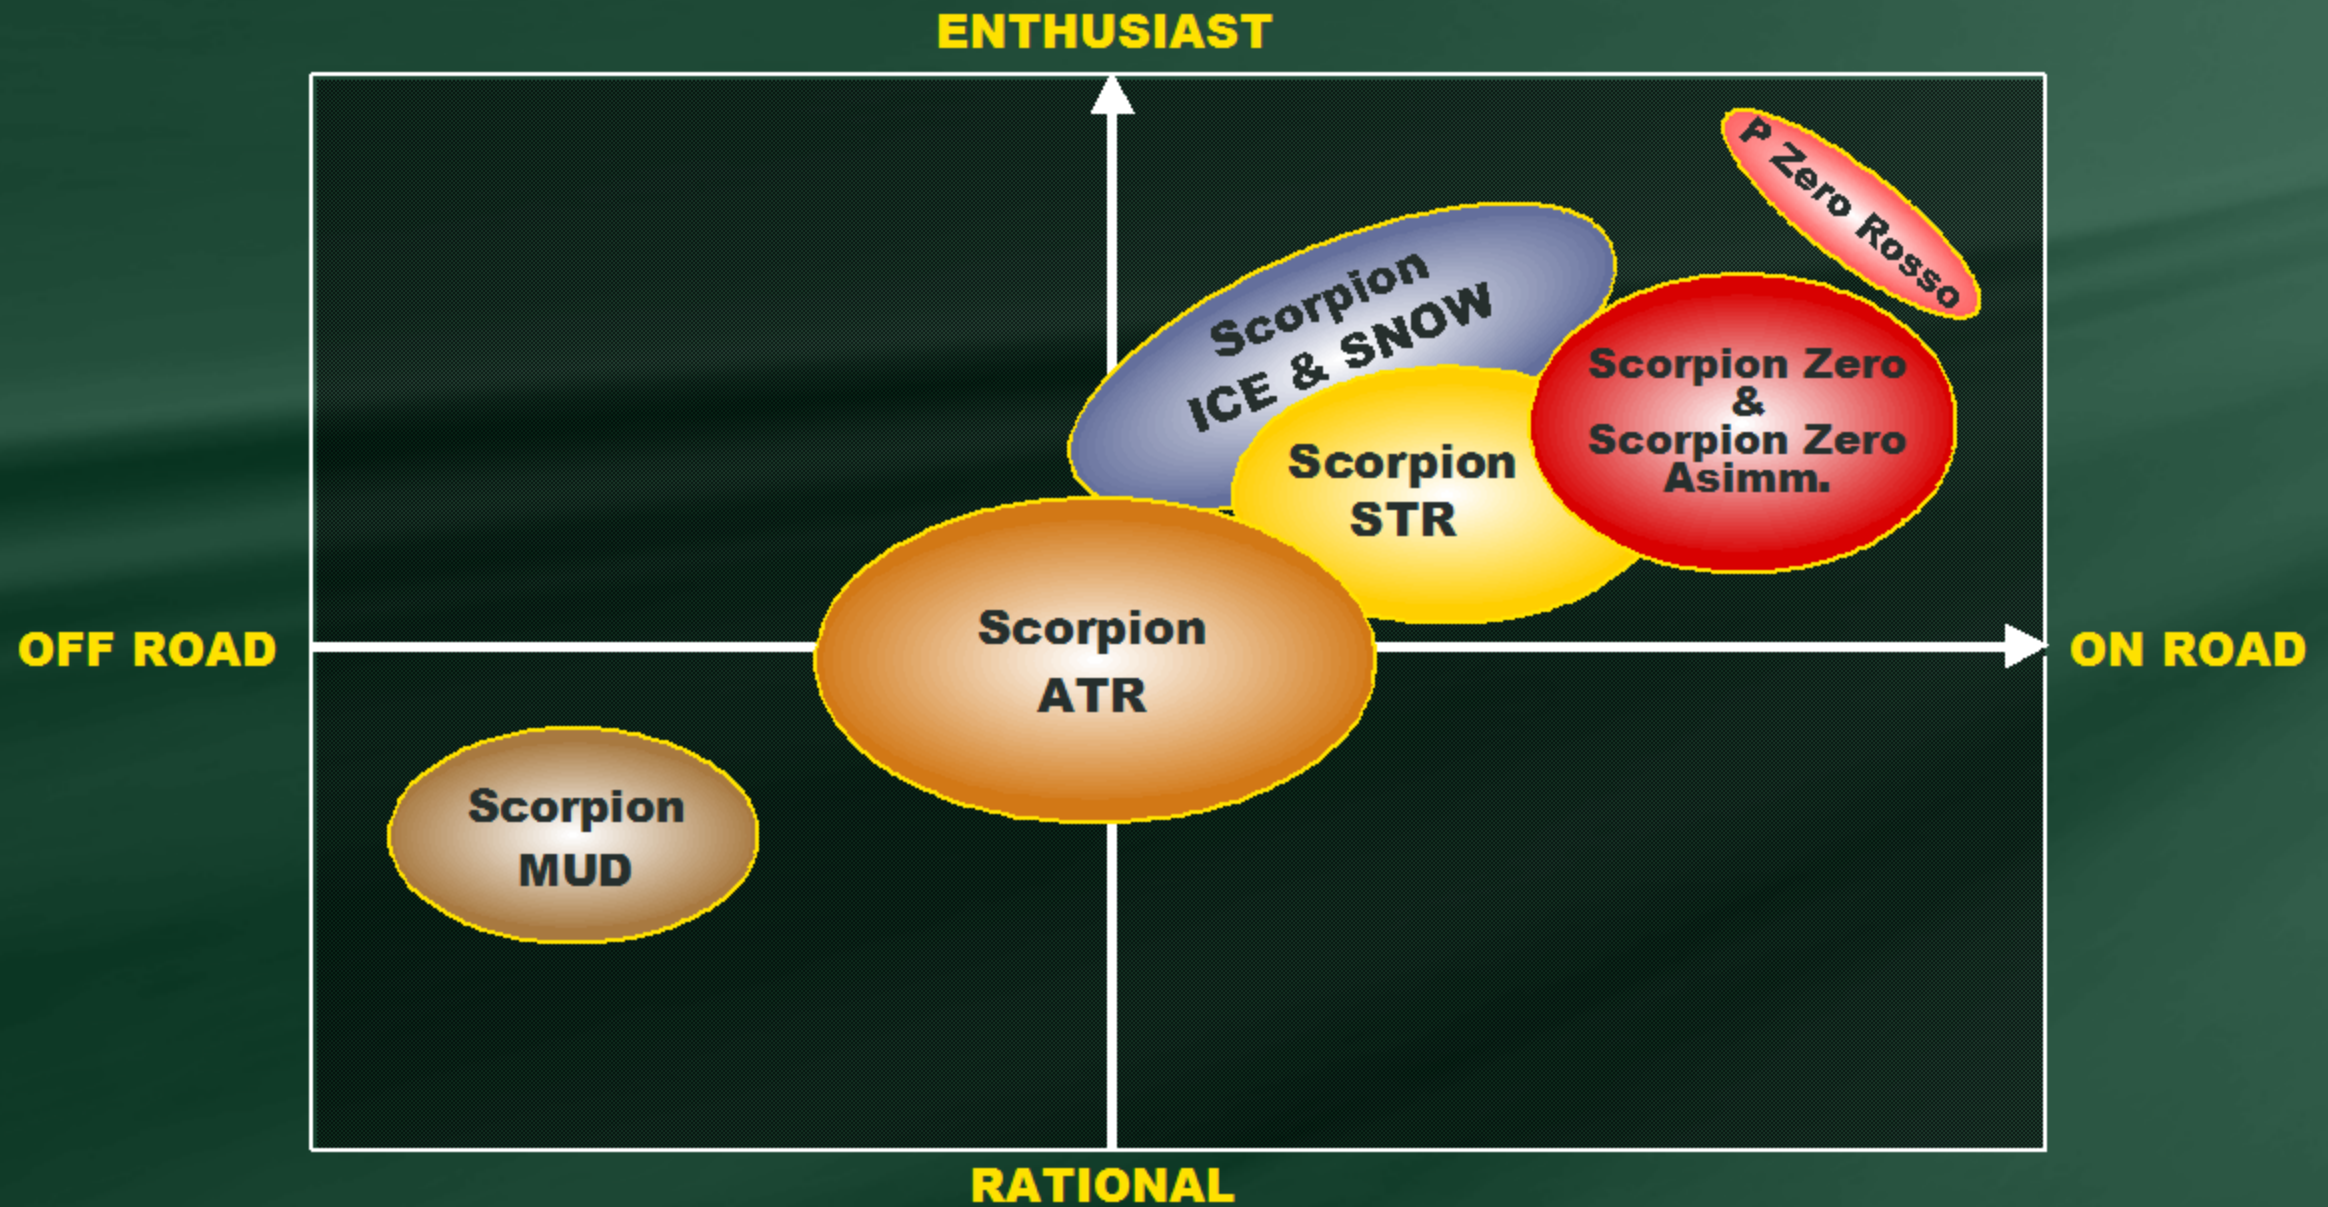 ENTHUSIAST
P Zero Rosso
Scorpion
ICE & SNOW
Scorpion Zero
&
Scorpion Zero
Asimm.
Scorpion
STR
OFF ROAD
Scorpion
ATR
ON ROAD
Scorpion
MUD
RATIONAL